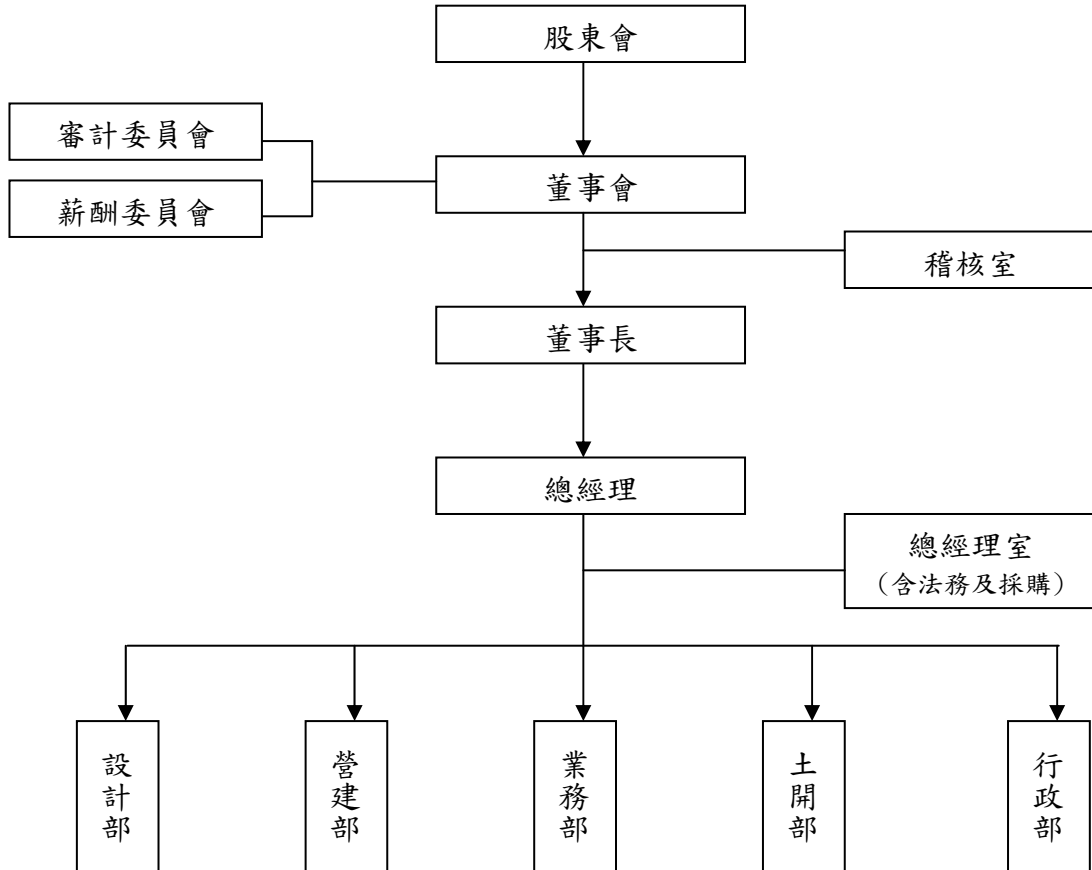 股東會
審計委員會
董事會
薪酬委員會
稽核室
董事長
總經理
總經理室
（含法務及採購）
設計部
營建部
業務部
土開部
行政部